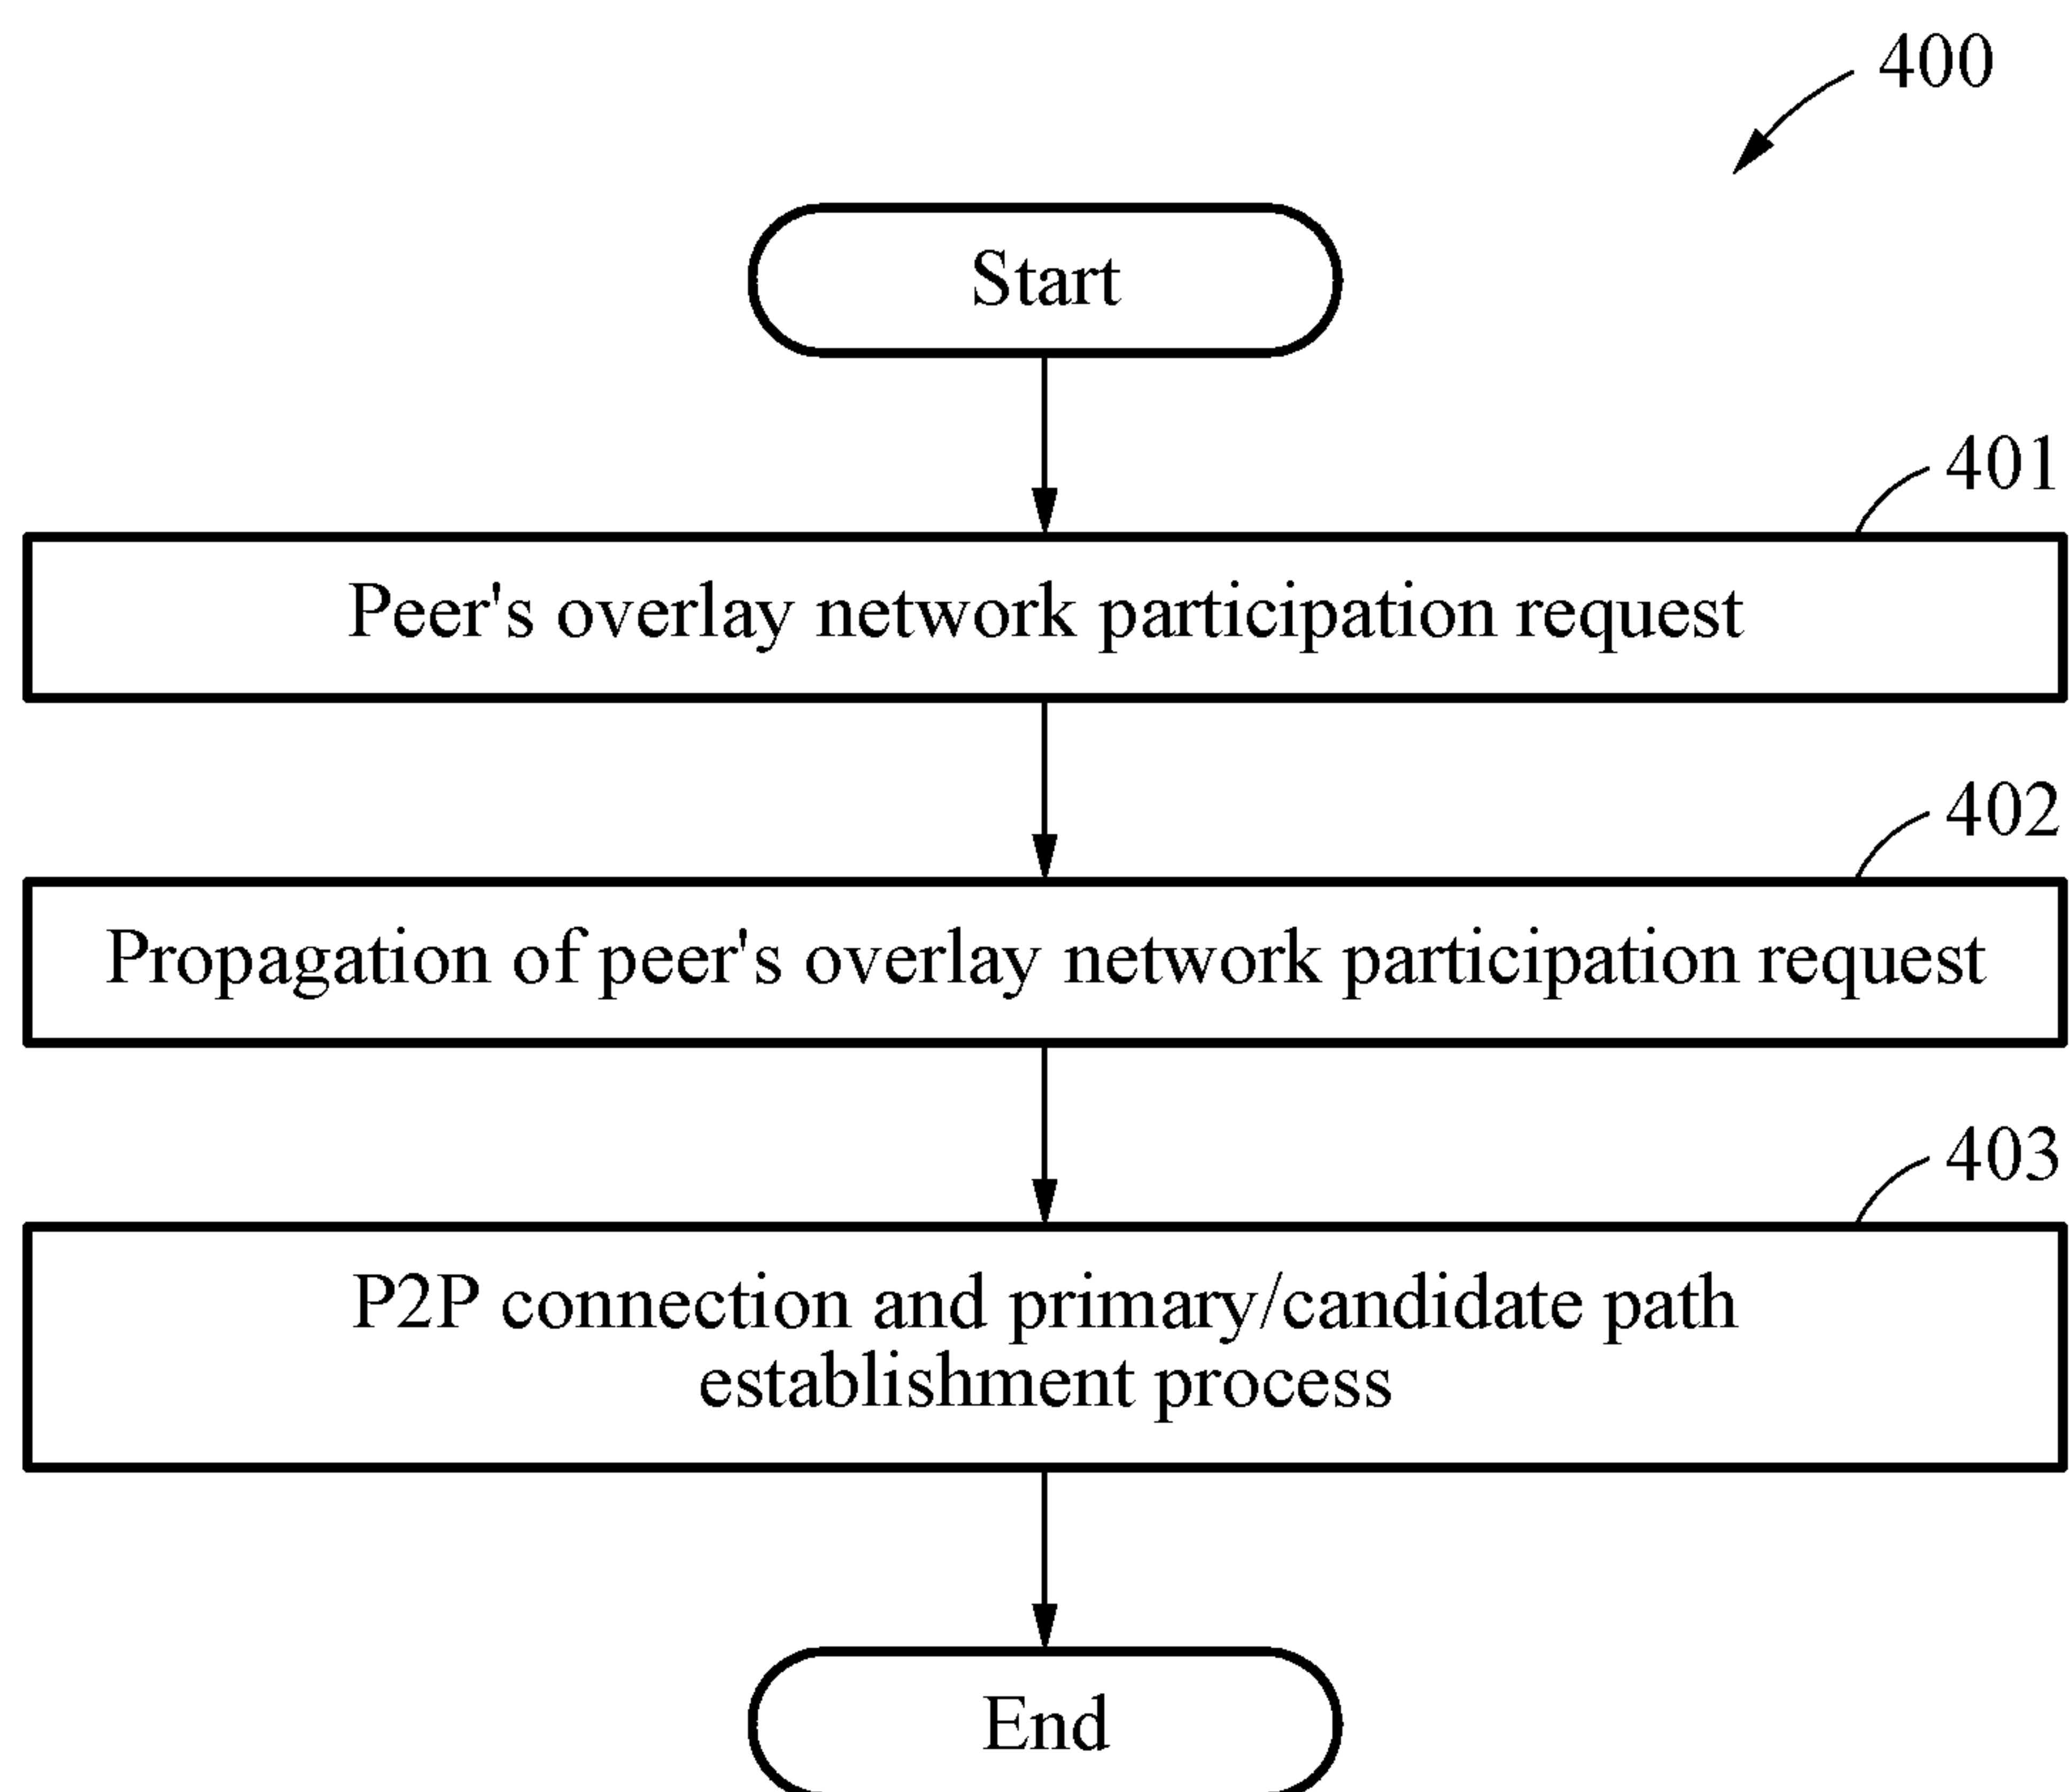 400
Start
401
Peer's overlay network participation request
402
Propagation of peer's overlay network participation request
403
P2P connection and primary/candidate path
establishment process
End